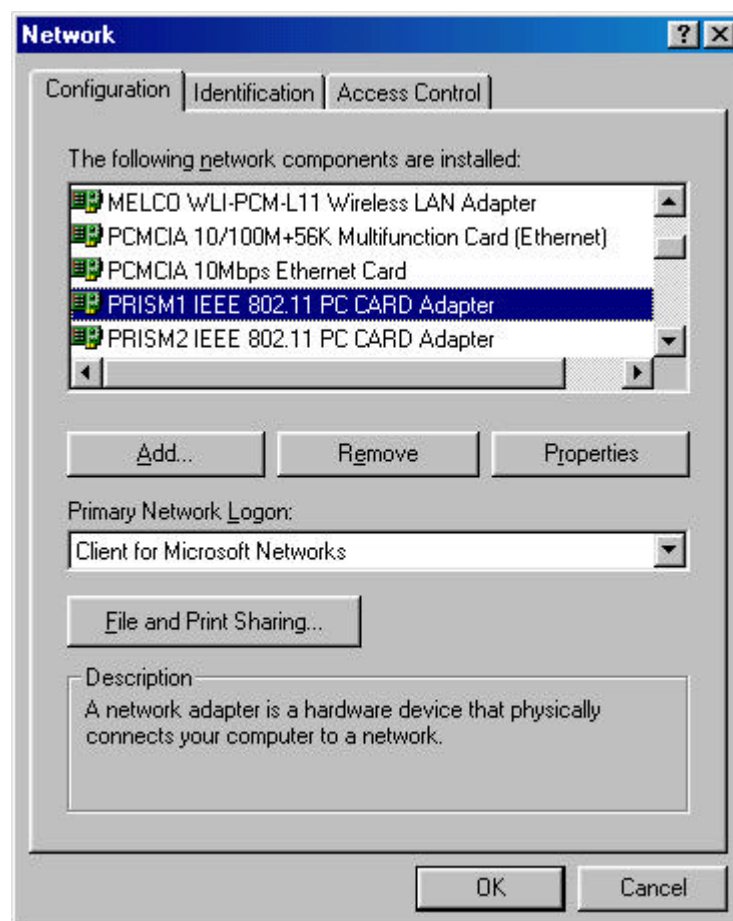 Network
Configuration Identification Access Control
The following network components are installed:
MELCO WLI-PCM-L11 Wireless LAN Adapter
PCMCIA 10/100M+56K Multifunction Card (Ethernet)
PCMCIA 10Mbps Ethernet Card
PRISM1 IEEE 802.11 PC CARD Adapter
PRISM2 IEEE 802.11 PC CARD Adapter
Add... Remove Properties
Primary Network Logon:
Client for Microsoft Networks
File and Print Sharing...
Description
A network adapter is a hardware device that physically
connects your computer to a network.
OK Cancel